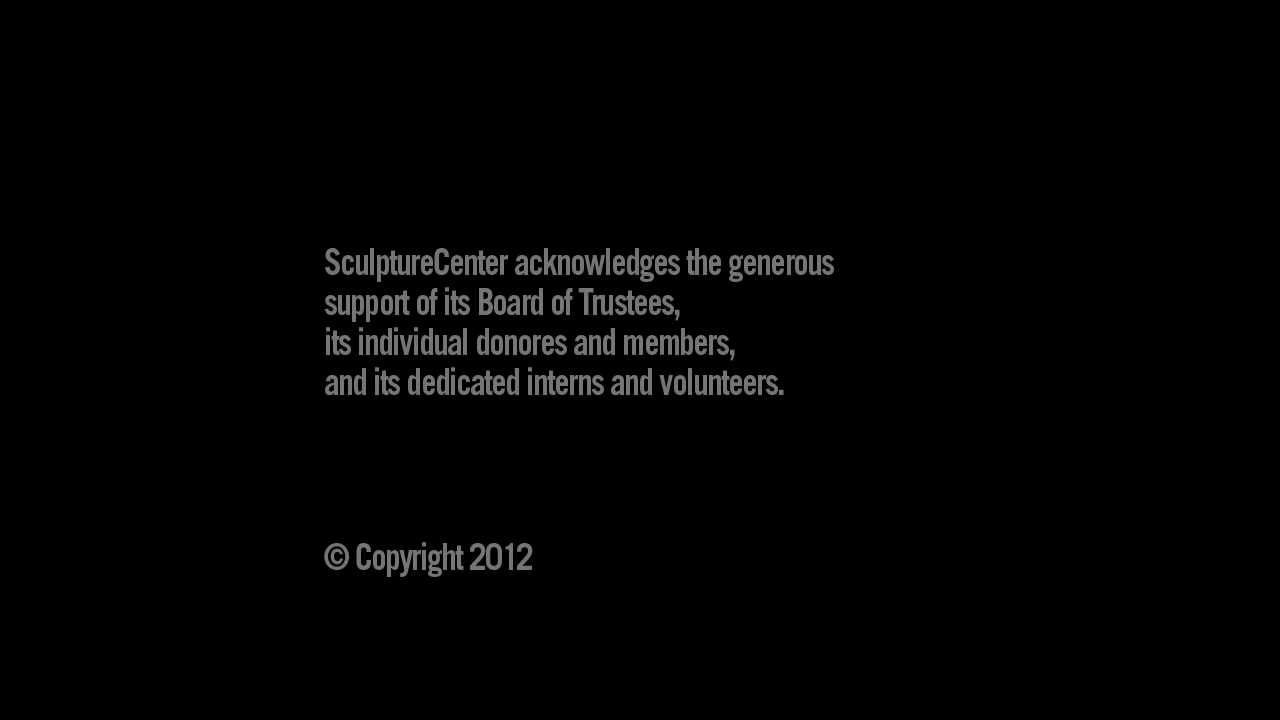 SculptureCenter acknowledges the generous
support of its Board of Trustees,
its individual donores and members,
and its dedicated interns and volunteers.
© Copyright 2012